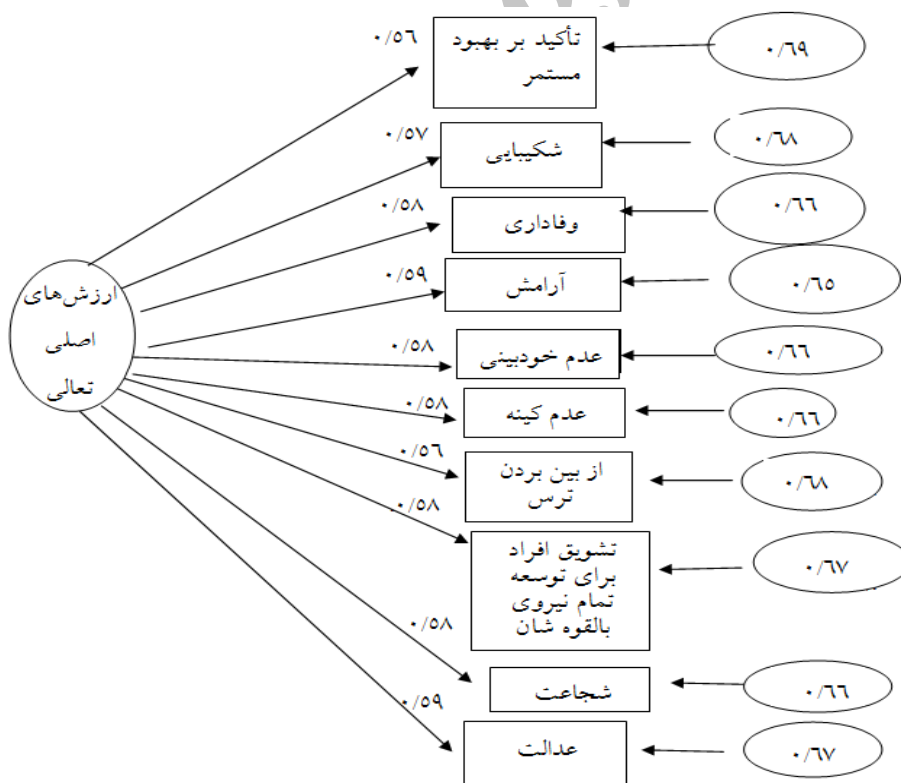 ۰/۵۶
تأکید بر بهبود
مستمر
۰/۶۹
۰/۵۷
شکیبایی
۰/۶۸
۰/۵۸
وفاداری
۰/۶۶
ارزش‌های
اصلی
تعالی
۰/۵۹
آرامش
۰/۶۵
۰/۵۸
عدم خودبینی
۰/۶۶
۰/۵۸
عدم کینه
۰/۶۶
۰/۵۶
از بین بردن
ترس
۰/۶۸
۰/۵۸
تشویق افراد
برای توسعه
تمام نیروی
بالقوه شان
۰/۶۷
۰/۵۸
شجاعت
۰/۶۶
۰/۵۹
عدالت
۰/۶۷